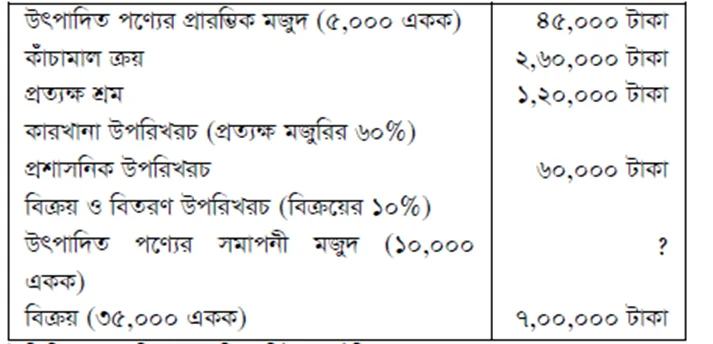 উৎপাদিত পণ্যের প্রারম্ভিক মজুদ (৫,০০০ একক) ৪৫,০০০ টাকা
কাঁচামাল ক্রয় ২,৬০,০০০ টাকা
প্রত্যক্ষ শ্রম ১,২০,০০০ টাকা
কারখানা উপরিখরচ (প্রত্যক্ষ মজুরির ৬০%)
প্রশাসনিক উপরিখরচ ৬০,০০০ টাকা
বিক্রয় ও বিতরণ উপরিখরচ (বিক্রয়ের ১০%)
উৎপাদিত পণ্যের সমাপনী মজুদ (১০,০০০ ?
একক)
বিক্রয় (৩৫,০০০ একক) ৭,০০,০০০ টাকা